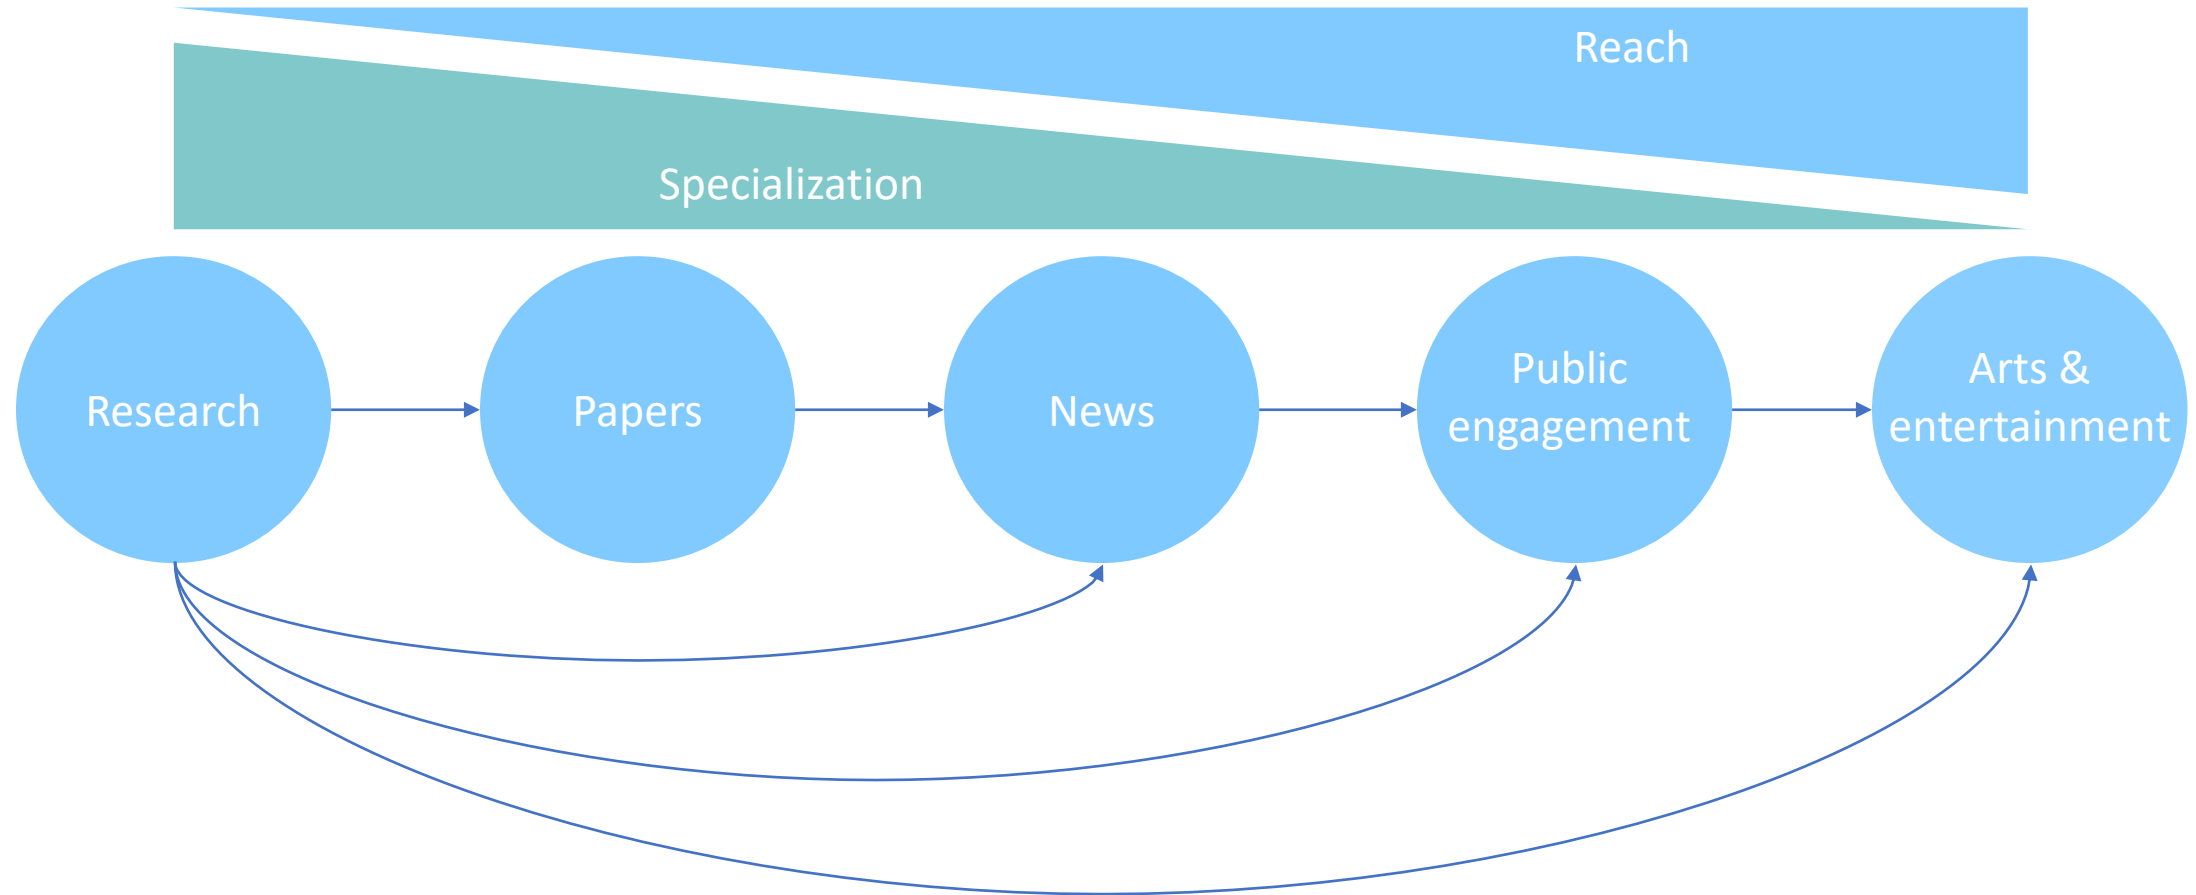 Reach
Specialization
Research
Papers
News
Public
engagement
Arts &
entertainment